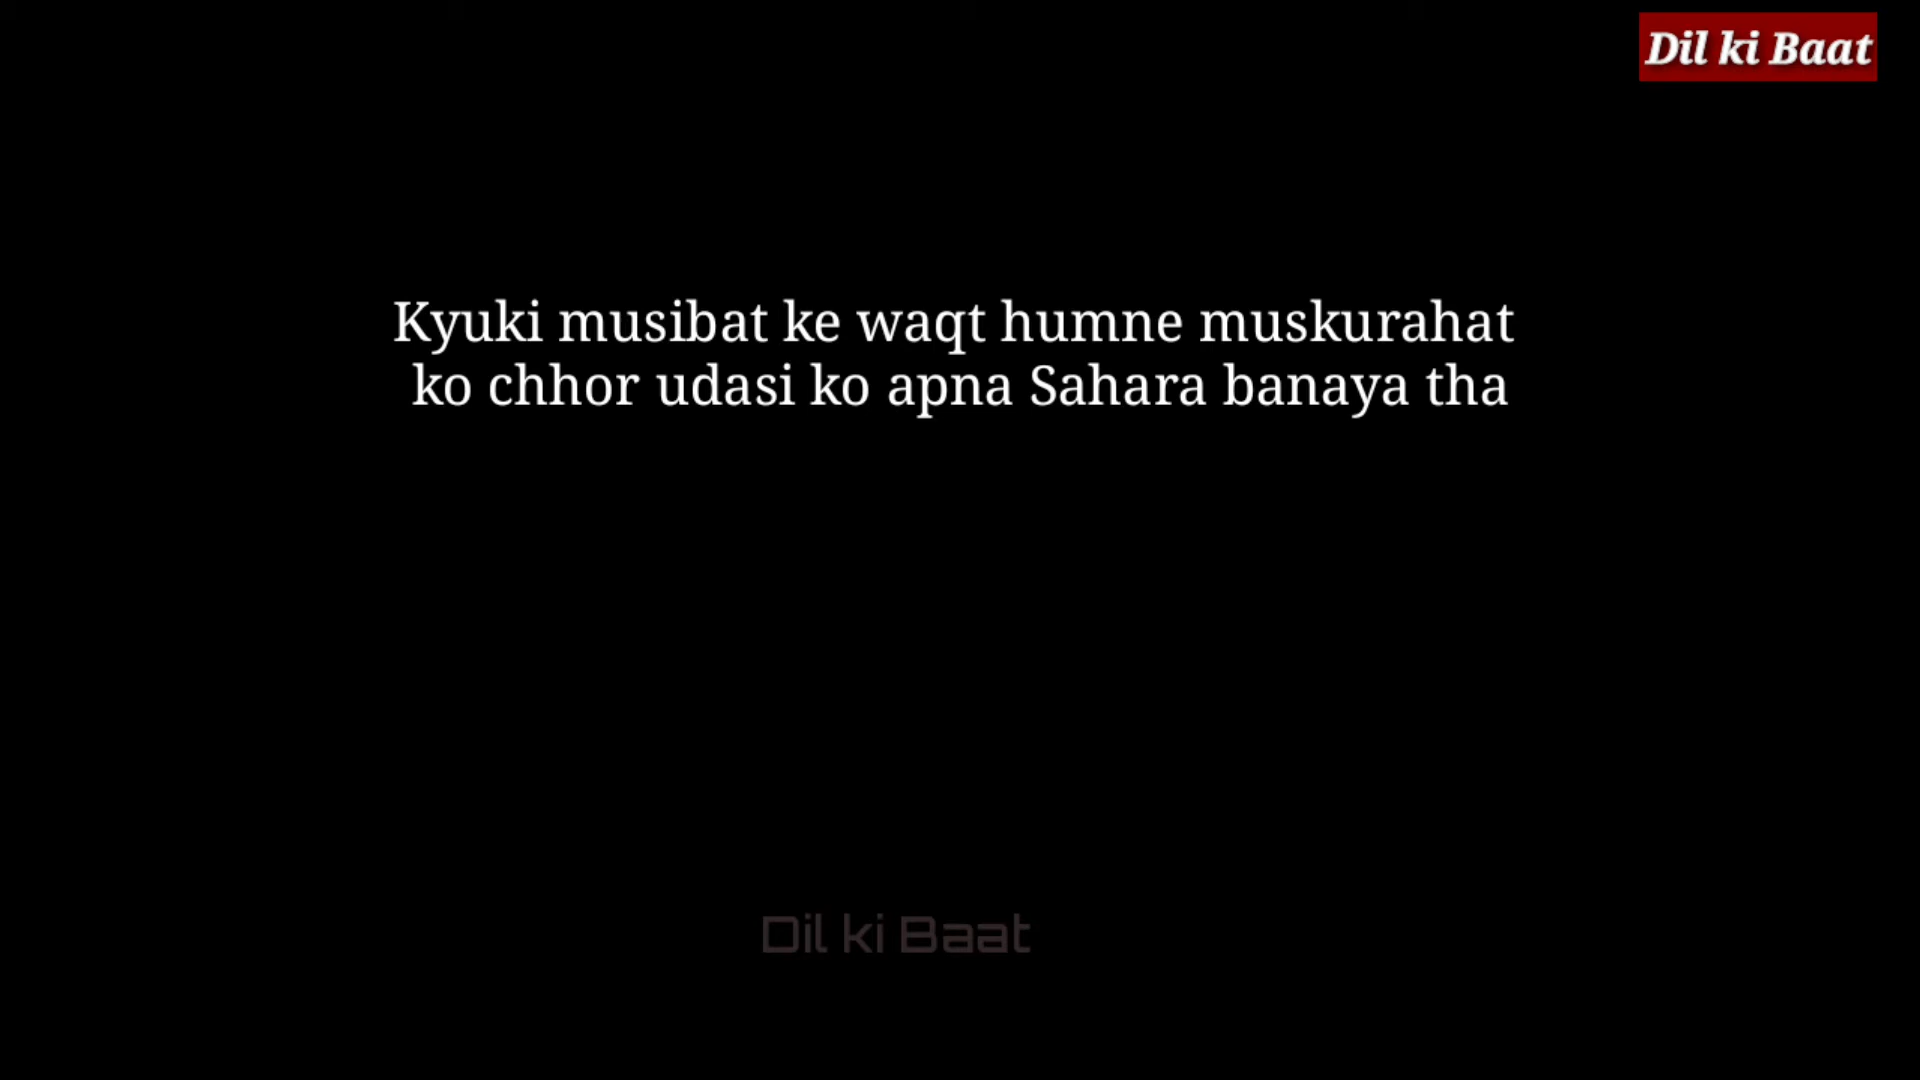 Dil ki Baat
Kyuki musibat ke waqt humne muskurahat
ko chhor udasi ko apna Sahara banaya tha
Dil ki Baat